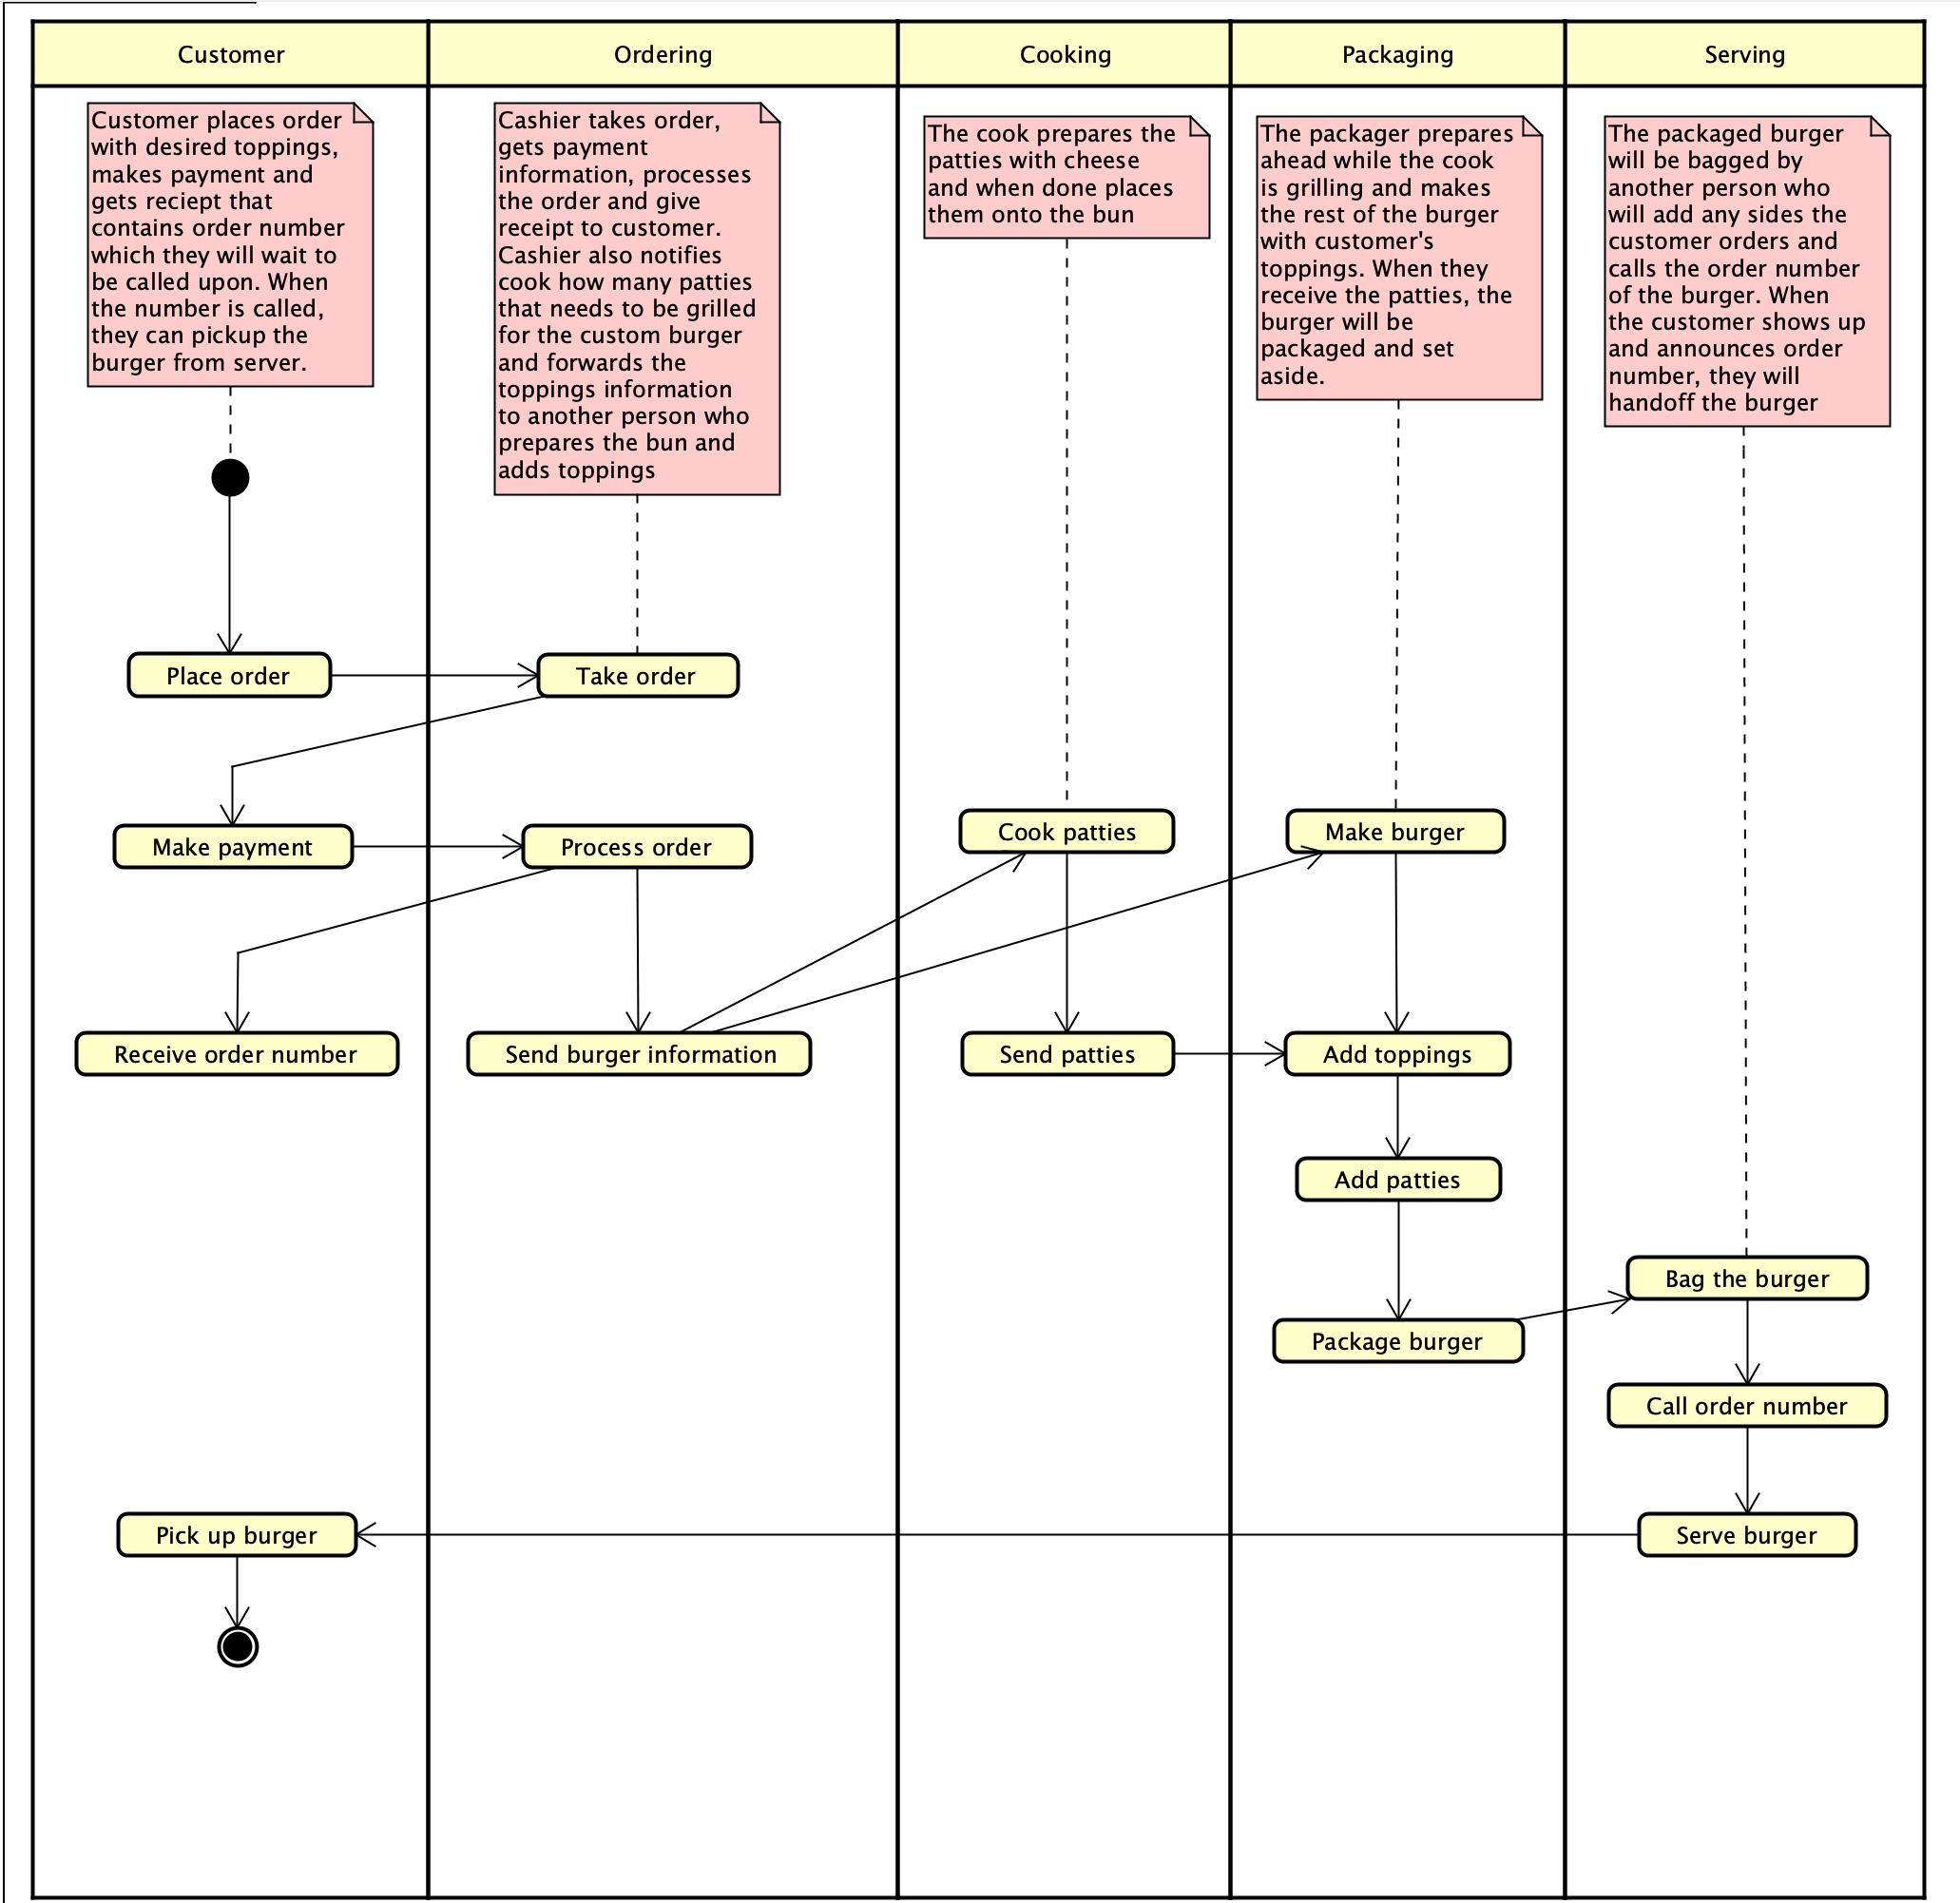 Customer
Ordering
Cooking
Packaging
Serving
Customer places order
with desired toppings,
makes payment and
gets reciept that
contains order number
which they will wait to
be called upon. When
the number is called,
they can pickup the
burger from server.
Cashier takes order,
gets payment
information, processes
the order and give
receipt to customer.
Cashier also notifies
cook how many patties
that needs to be grilled
for the custom burger
and forwards the
toppings information
to another person who
prepares the bun and
adds toppings
The cook prepares the
patties with cheese
and when done places
them onto the bun
The packager prepares
ahead while the cook
is grilling and makes
the rest of the burger
with customer's
toppings. When they
receive the patties, the
burger will be
packaged and set
aside.
The packaged burger
will be bagged by
another person who
will add any sides the
customer orders and
calls the order number
of the burger. When
the customer shows up
and announces order
number, they will
handoff the burger
Place order
Take order
Make payment
Process order
Cook patties
Make burger
Receive order number
Send burger information
Send patties
Add toppings
Add patties
Bag the burger
Package burger
Call order number
Pick up burger
Serve burger